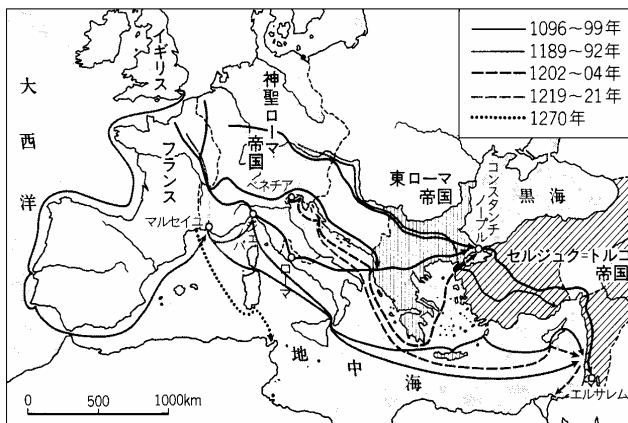 1096～99年
1189～92年
1202～04年
1219～21年
1270年
イギリス
大西洋
神聖ローマ
帝国
フランス
ベネチア
東ローマ
帝国
コンスタンチ
ノープル
黒海
マルセイユ
ジェノバ
ローマ
セルジューク=トルコ
帝国
地中海
エルサレム
0 500 1000km